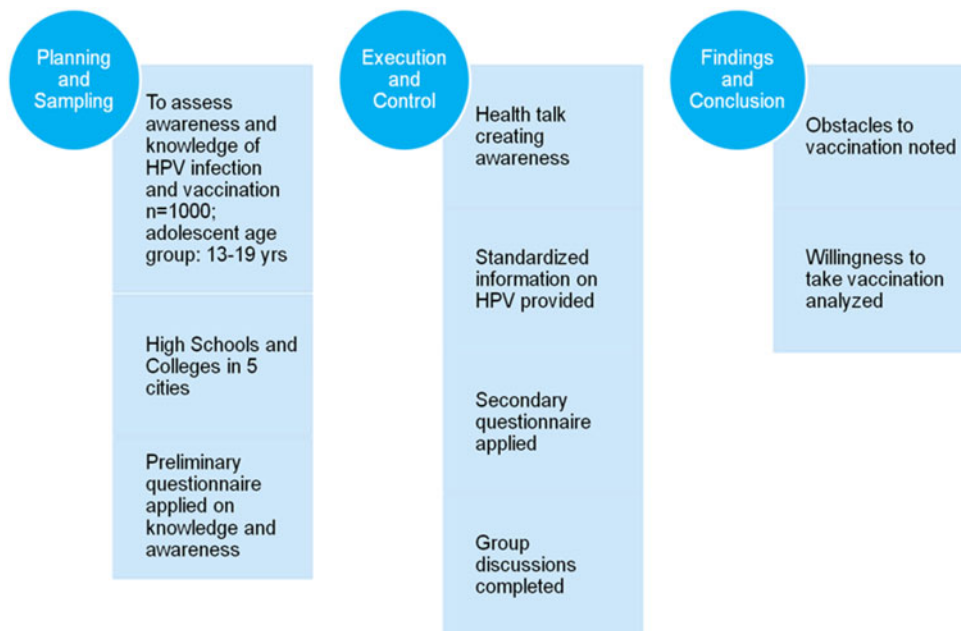 Planning
and
Sampling
To assess
awareness and
knowledge of
HPV infection
and vaccination
n=1000;
adolescent age
group: 13-19 yrs
High Schools and
Colleges in 5
cities
Preliminary
questionnaire
applied on
knowledge and
awareness
Execution
and
Control
Health talk
creating
awareness
Standardized
information on
HPV provided
Secondary
questionnaire
applied
Group
discussions
completed
Findings
and
Conclusion
Obstacles to
vaccination noted
Willingness to
take vaccination
analyzed